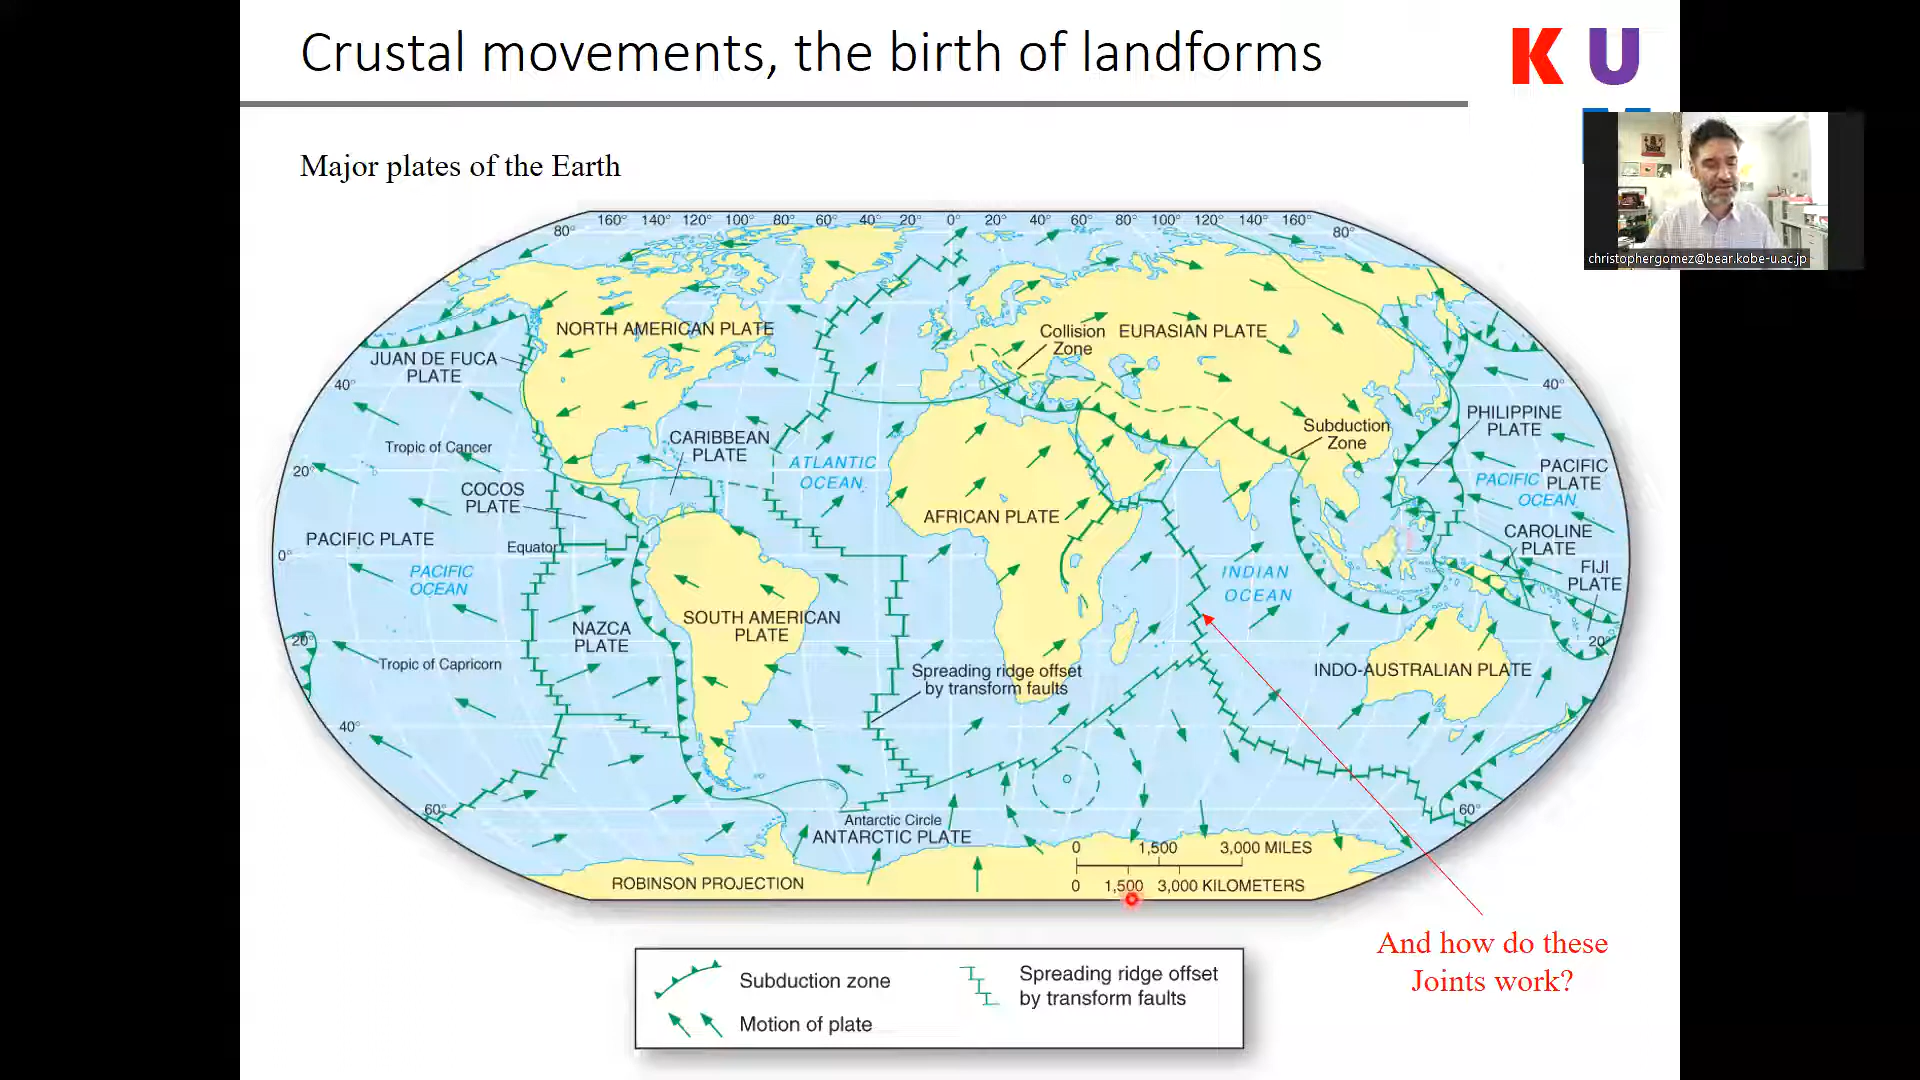 Crustal movements, the birth of landforms
K U
christophergomez@bear.kobe-u.ac.jp
Major plates of the Earth
160° 140° 120° 100° 80° 60° 40° 20° 0° 20° 40° 60° 80° 100° 120° 140° 160°
80°
80°
NORTH AMERICAN PLATE
Collision
Zone
EURASIAN PLATE
JUAN DE FUCA
PLATE
40°
40°
PHILIPPINE
PLATE
Subduction
Zone
CARIBBEAN
PLATE
Tropic of Cancer
ATLANTIC
OCEAN
20°
PACIFIC
PLATE
PACIFIC
OCEAN
COCOS
PLATE
AFRICAN PLATE
CAROLINE
PLATE
PACIFIC PLATE
Equator
0°
FIJI
PLATE
PACIFIC
OCEAN
INDIAN
OCEAN
SOUTH AMERICAN
PLATE
NAZCA
PLATE
20°
20°
Tropic of Capricorn
Spreading ridge offset
by transform faults
INDO-AUSTRALIAN PLATE
40°
60°
60°
Antarctic Circle
ANTARCTIC PLATE
0 1,500 3,000 MILES
0 1,500 3,000 KILOMETERS
ROBINSON PROJECTION
And how do these
Joints work?
Subduction zone
Motion of plate
Spreading ridge offset
by transform faults